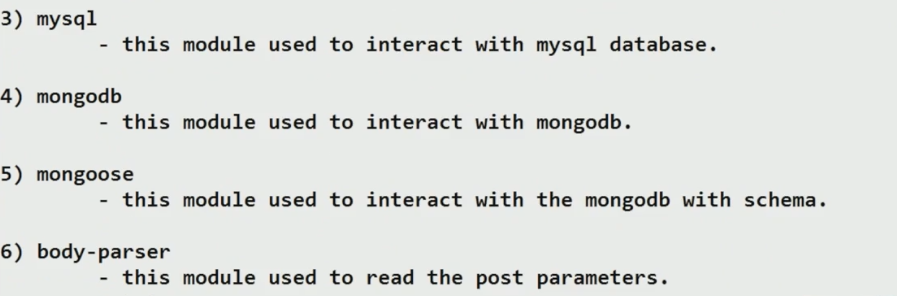 3) mysql
- this module used to interact with mysql database.
4) mongodb
- this module used to interact with mongodb.
5) mongoose
- this module used to interact with the mongodb with schema.
6) body-parser
- this module used to read the post parameters.